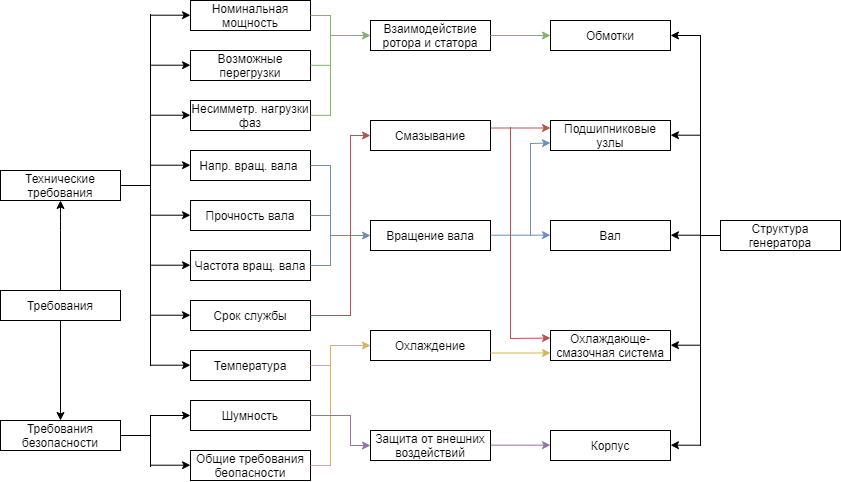 Номинальная
мощность
Возможные
перегрузки
Несимметр. нагрузки
фаз
Напр. вращ. вала
Прочность вала
Частота вращ. вала
Срок службы
Температура
Шумность
Общие требования
беопасности
Технические
требования
Требования
Требования
безопасности
Взаимодействие
ротора и статора
Смазывание
Вращение вала
Охлаждение
Защита от внешних
воздействий
Обмотки
Подшипниковые
узлы
Вал
Охлаждающе-
смазочная система
Корпус
Структура
генератора